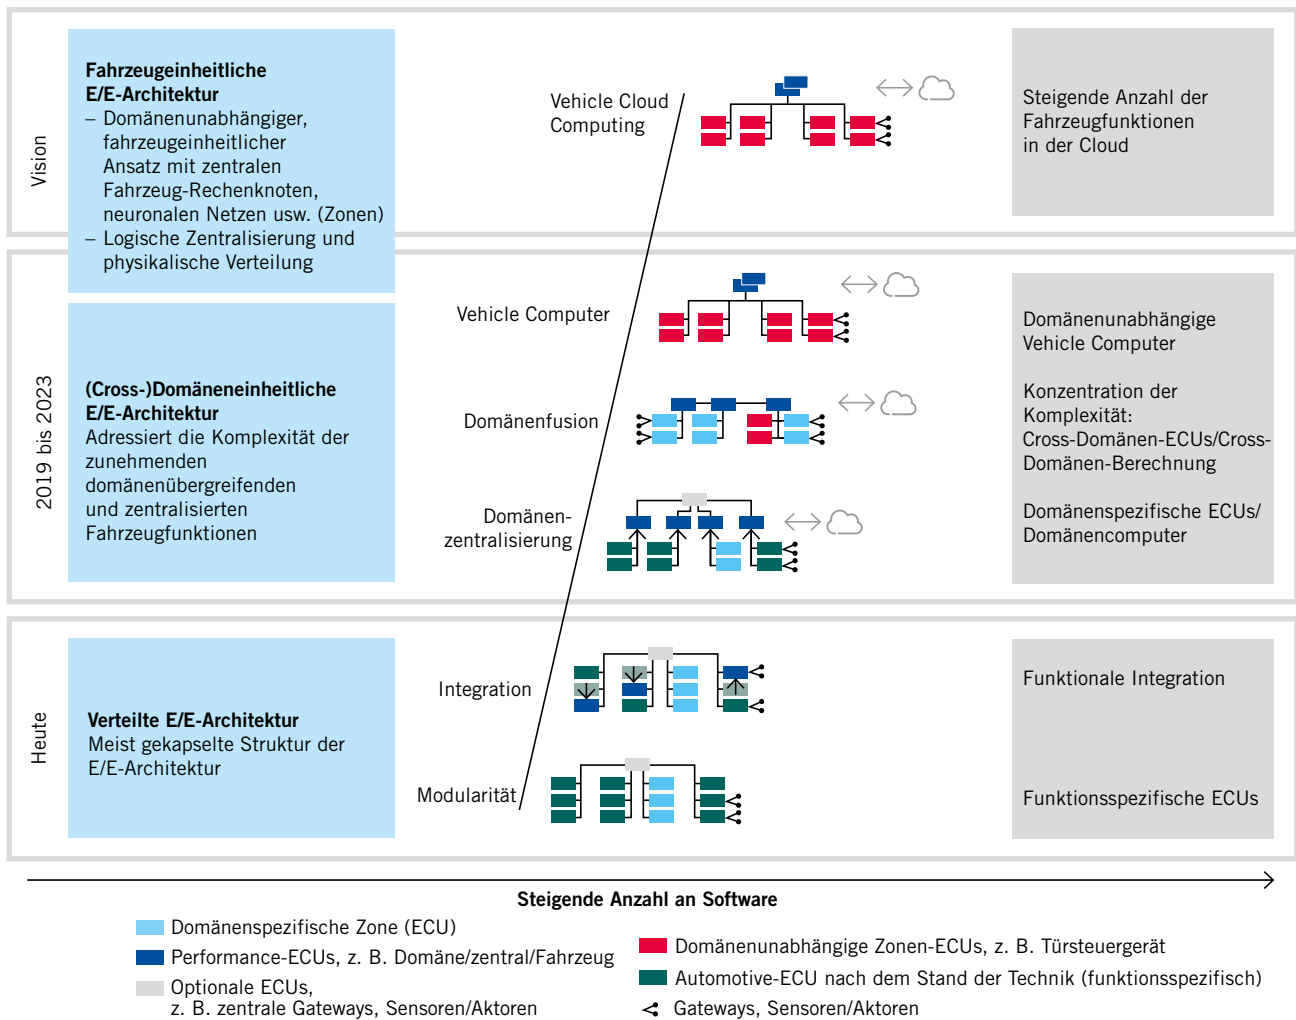 Vision
Fahrzeugeinheitliche
E/E-Architektur
– Domänenunabhängiger,
fahrzeugeinheitlicher
Ansatz mit zentralen
Fahrzeug-Rechenknoten,
neuronalen Netzen usw. (Zonen)
– Logische Zentralisierung und
physikalische Verteilung
Vehicle Cloud
Computing
Steigende Anzahl der
Fahrzeugfunktionen
in der Cloud
2019 bis 2023
(Cross-)Domäneneinheitliche
E/E-Architektur
Adressiert die Komplexität der
zunehmenden
domänenübergreifenden
und zentralisierten
Fahrzeugfunktionen
Vehicle Computer
Domänenfusion
Domänen-
zentralisierung
Domänenunabhängige
Vehicle Computer
Konzentration der
Komplexität:
Cross-Domänen-ECUs/Cross-
Domänen-Berechnung
Domänenspezifische ECUs/
Domänencomputer
Heute
Verteilte E/E-Architektur
Meist gekapselte Struktur der
E/E-Architektur
Integration
Modularität
Funktionale Integration
Funktionsspezifische ECUs
Steigende Anzahl an Software
Domänenspezifische Zone (ECU)
Performance-ECUs, z. B. Domäne/zentral/Fahrzeug
Optionale ECUs,
z. B. zentrale Gateways, Sensoren/Aktoren
Domänenunabhängige Zonen-ECUs, z. B. Türsteuergerät
Automotive-ECU nach dem Stand der Technik (funktionsspezifisch)
Gateways, Sensoren/Aktoren